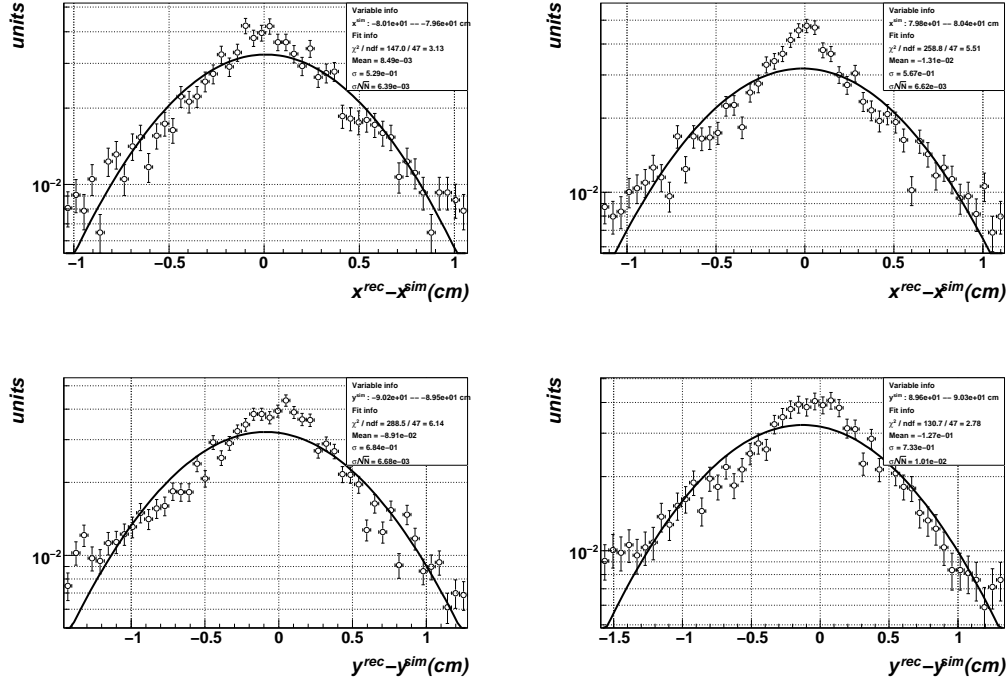 units
Variable info
x^sim : -8.01e+01 −− -7.96e+01 cm
Fit info
χ² / ndf = 147.0 / 47 = 3.13
Mean = 8.49e-03
σ = 5.29e-01
σ/√N = 6.39e-03
10⁻²
−1 −0.5 0 0.5 1
x^rec−x^sim(cm)
units
Variable info
x^sim : 7.98e+01 −− 8.04e+01 cm
Fit info
χ² / ndf = 258.8 / 47 = 5.51
Mean = -1.31e-02
σ = 5.67e-01
σ/√N = 6.62e-03
10⁻²
−1 −0.5 0 0.5 1
x^rec−x^sim(cm)
units
Variable info
y^sim : -9.02e+01 −− -8.95e+01 cm
Fit info
χ² / ndf = 288.5 / 47 = 6.14
Mean = -8.91e-02
σ = 6.84e-01
σ/√N = 6.68e-03
10⁻²
−1 −0.5 0 0.5 1
y^rec−y^sim(cm)
units
Variable info
y^sim : 8.96e+01 −− 9.03e+01 cm
Fit info
χ² / ndf = 130.7 / 47 = 2.78
Mean = -1.27e-01
σ = 7.33e-01
σ/√N = 1.01e-02
10⁻²
−1.5 −1 −0.5 0 0.5 1
y^rec−y^sim(cm)